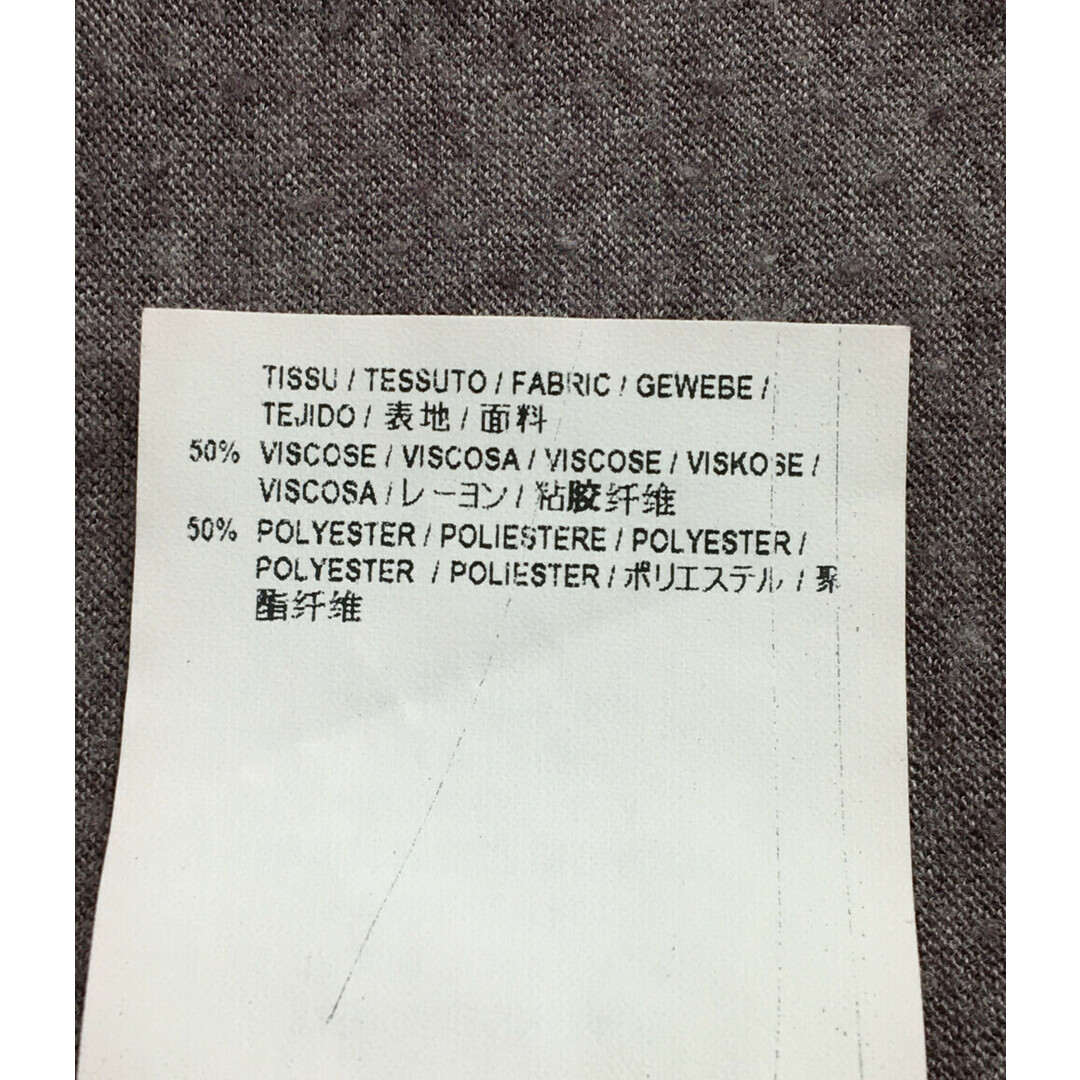 TISSU / TESSUTO / FABRIC / GEWEBE /
TEJIDO / 表地 / 面料
50% VISCOSE / VISCOSA / VISCOSE / VISKOSE /
VISCOSA / レーヨン / 粘胶纤维
50% POLYESTER / POLIESTERE / POLYESTER /
POLYESTER / POLIESTER / ポリエステル / 聚
酯纤维